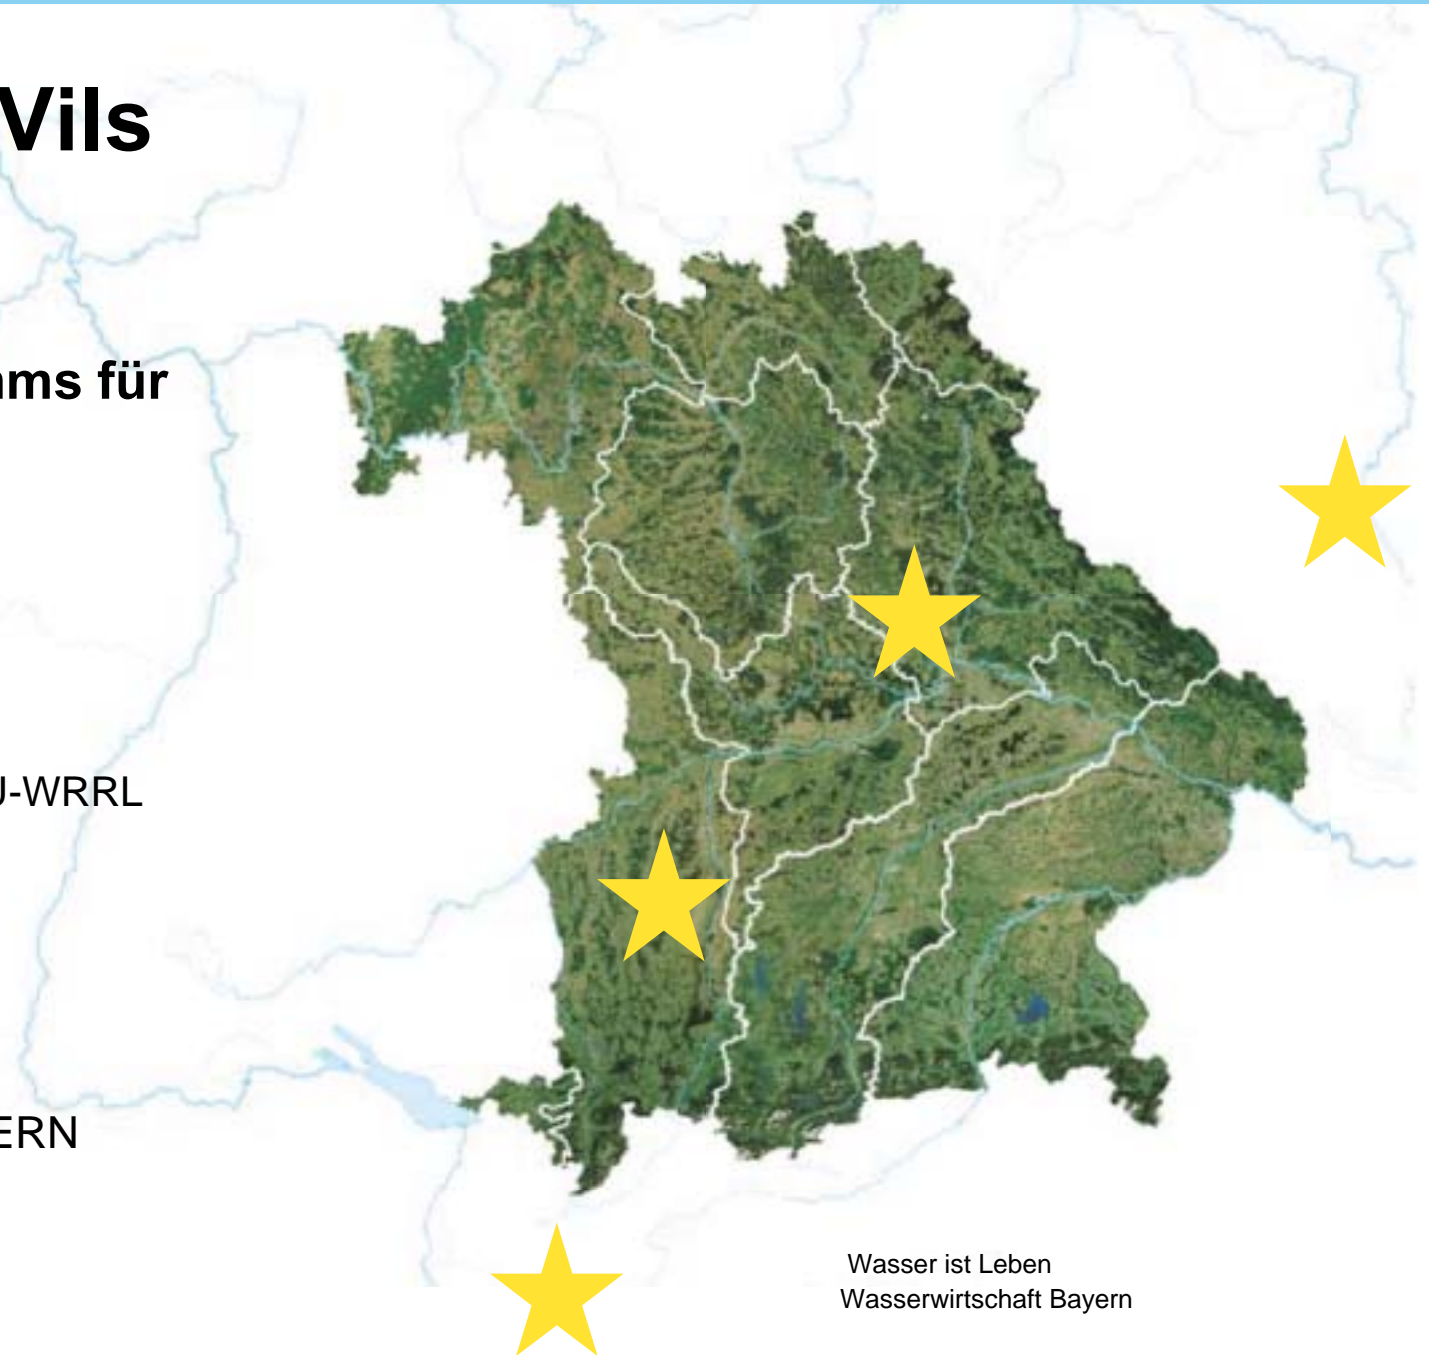 Vils
ms für
U-WRRL
ERN
Wasser ist Leben
Wasserwirtschaft Bayern